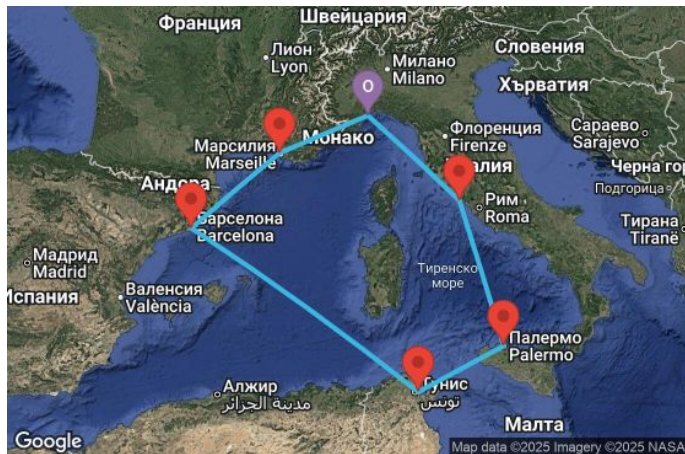 Франция
Швейцария
Словения
Лион
Lyon
Милано
Milano
Хърватия
О
Марсилия
Marseille
Монако
Флоренция
Firenze
Сараево
Sarajevo
Андора
Черна гор
Подгорица
Рим
Roma
Барселона
Barcelona
Тирана
Tiranë
Мадрид
Madrid
Тиренско
море
Испания
Валенсия
València
Палермо
Palermo
Алжир
مدينة الجزائر
Тунис
تونس
Малта
Google
Map data ©2025 Imagery ©2025 NASA